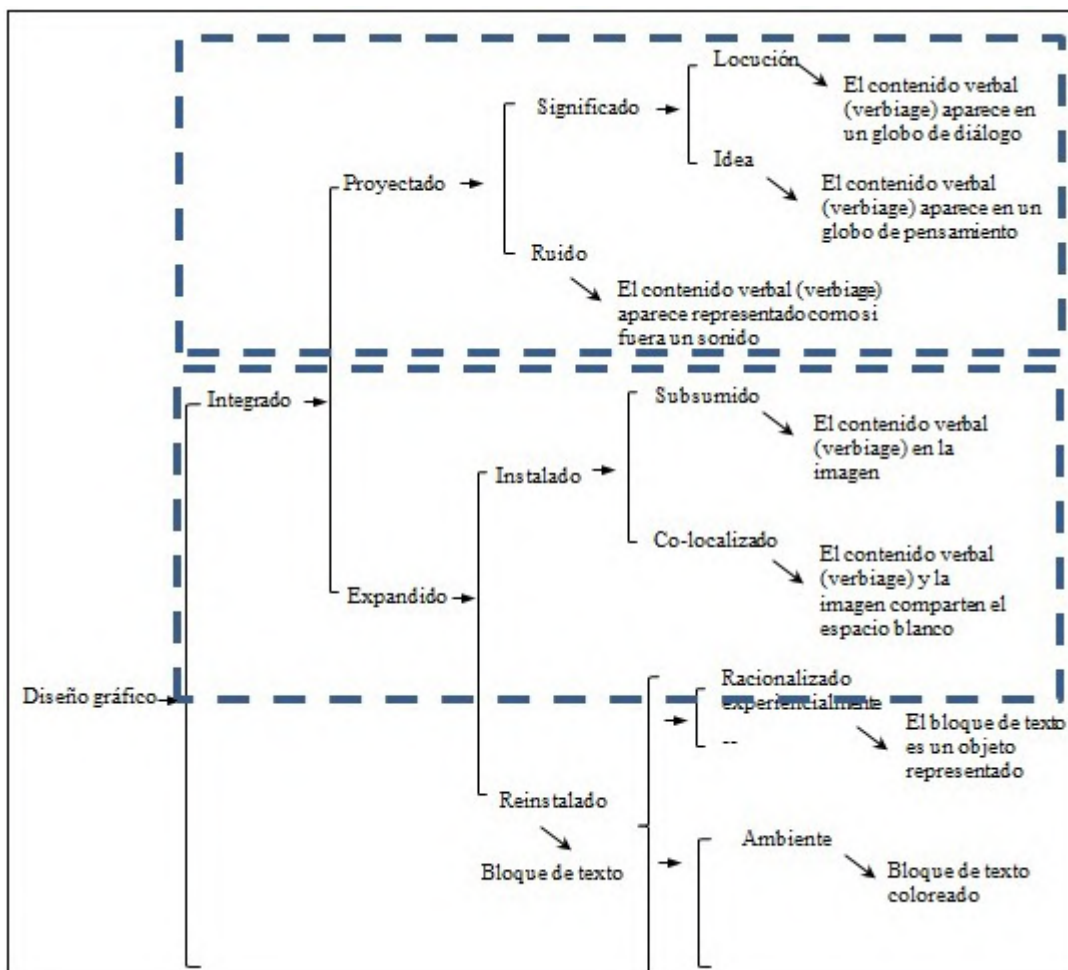 Locución
El contenido verbal
(verbiage) aparece en
un globo de diálogo
Significado
Idea
El contenido verbal
(verbiage) aparece en un
globo de pensamiento
Proyectado
Ruido
El contenido verbal (verbiage)
aparece representado como si
fuera un sonido
Integrado
Subsumido
El contenido verbal
(verbiage) en la
imagen
Instalado
Co-localizado
El contenido verbal
(verbiage) y la
imagen comparten el
espacio blanco
Expandido
Diseño gráfico
Racionalizado
experiencialmente
--
El bloque de texto
es un objeto
representado
Reinstalado
Bloque de texto
Ambiente
Bloque de texto
coloreado